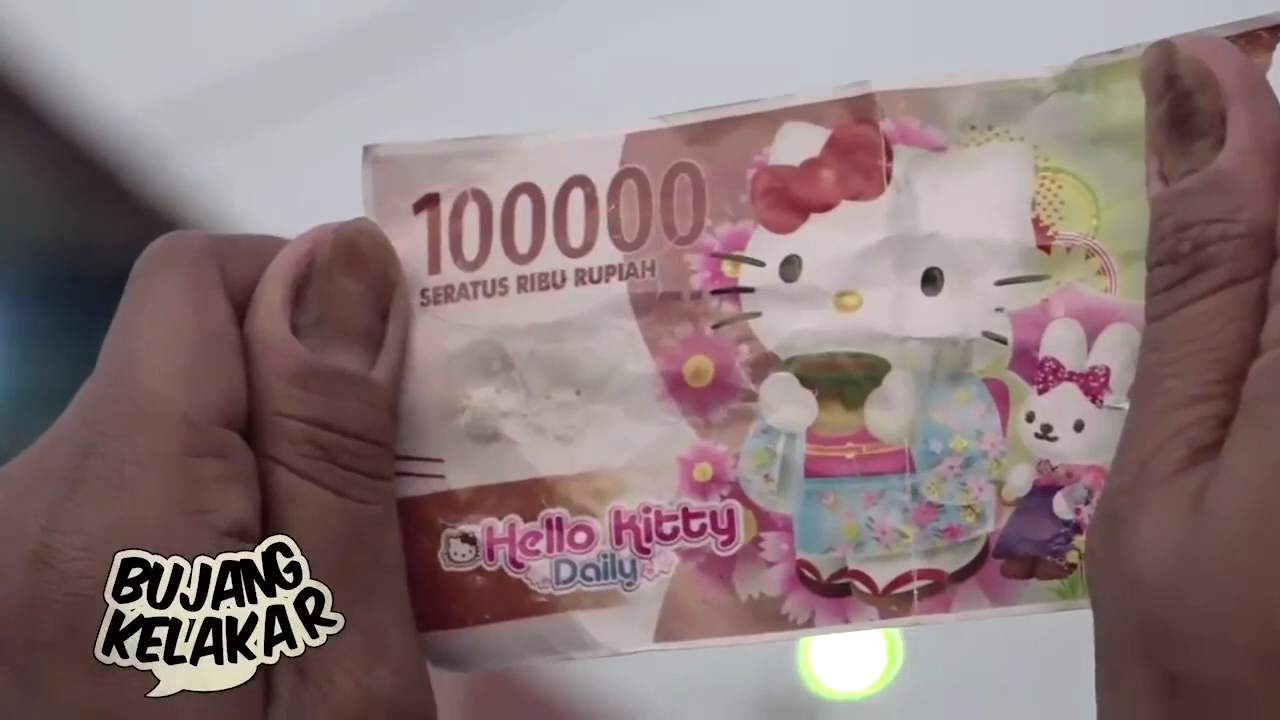 100000
SERATUS RIBU RUPIAH
Hello Kitty
Daily
BUJANG
KELAKAR